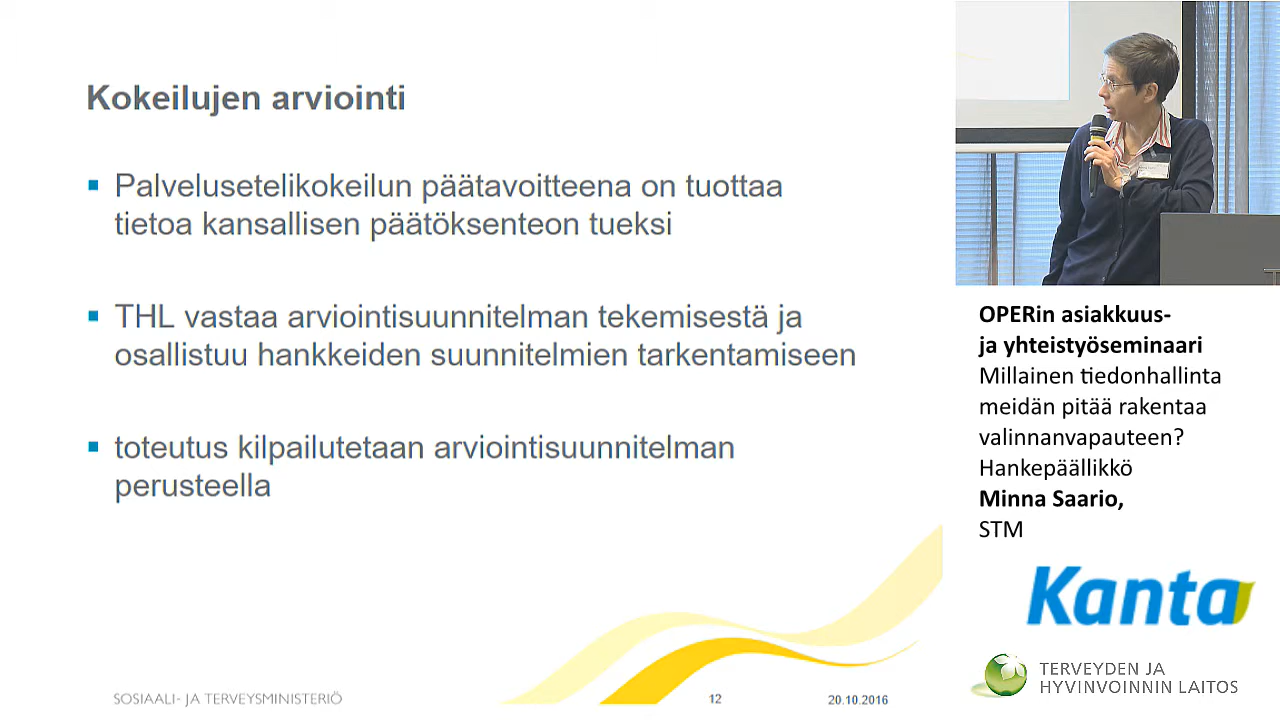 Kokeilujen arviointi
Palvelusetelikokeilun päätavoitteena on tuottaa
tietoa kansallisen päätöksenteon tueksi
THL vastaa arviointisuunnitelman tekemisestä ja
osallistuu hankkeiden suunnitelmien tarkentamiseen
toteutus kilpailutetaan arviointisuunnitelman
perusteella
SOSIAALI- JA TERVEYSMINISTERIÖ
12
20.10.2016
OPERin asiakkuus-
ja yhteistyöseminaari
Millainen tiedonhallinta
meidän pitää rakentaa
valinnanvapauteen?
Hankepäällikkö
Minna Saario,
STM
Kanta
TERVEYDEN JA
HYVINVOINNIN LAITOS